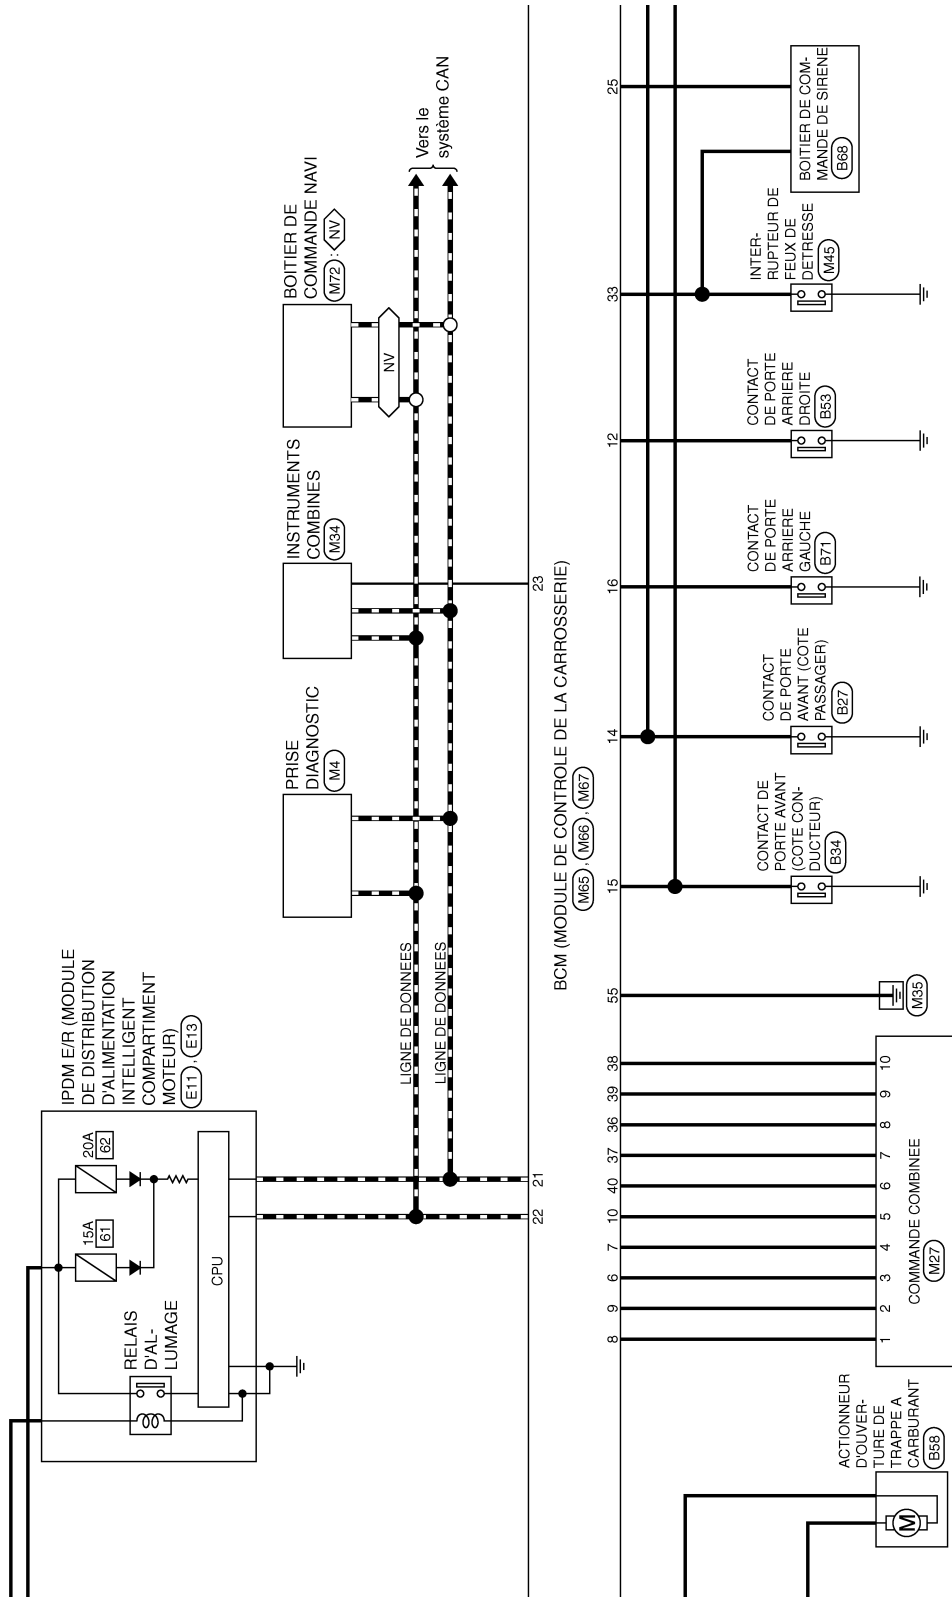 IPDM E/R (MODULE
DE DISTRIBUTION
D'ALIMENTATION
INTELLIGENT
COMPARTIMENT
MOTEUR)
E11 , E13
20A
62
15A
61
RELAIS
D'AL-
LUMAGE
CPU
PRISE
DIAGNOSTIC
M4
INSTRUMENTS
COMBINES
M34
BOITIER DE
COMMANDE NAVI
M72 : NV
NV
Vers le
système CAN
LIGNE DE DONNEES
LIGNE DE DONNEES
22
21
23
BCM (MODULE DE CONTROLE DE LA CARROSSERIE)
M65 , M66 , M67
8
9
6
7
10
40
37
36
39
38
55
15
14
16
12
33
25
ACTIONNEUR
D'OUVER-
TURE DE
TRAPPE A
CARBURANT
B58
M
1
2
3
4
5
6
7
8
9
10
COMMANDE COMBINEE
M27
M35
CONTACT DE
PORTE AVANT
(COTE CON-
DUCTEUR)
B34
CONTACT
DE PORTE
AVANT (COTE
PASSAGER)
B27
CONTACT
DE PORTE
ARRIERE
GAUCHE
B71
CONTACT
DE PORTE
ARRIERE
DROITE
B53
INTER-
RUPTEUR DE
FEUX DE
DETRESSE
M45
BOITIER DE COM-
MANDE DE SIRENE
B68